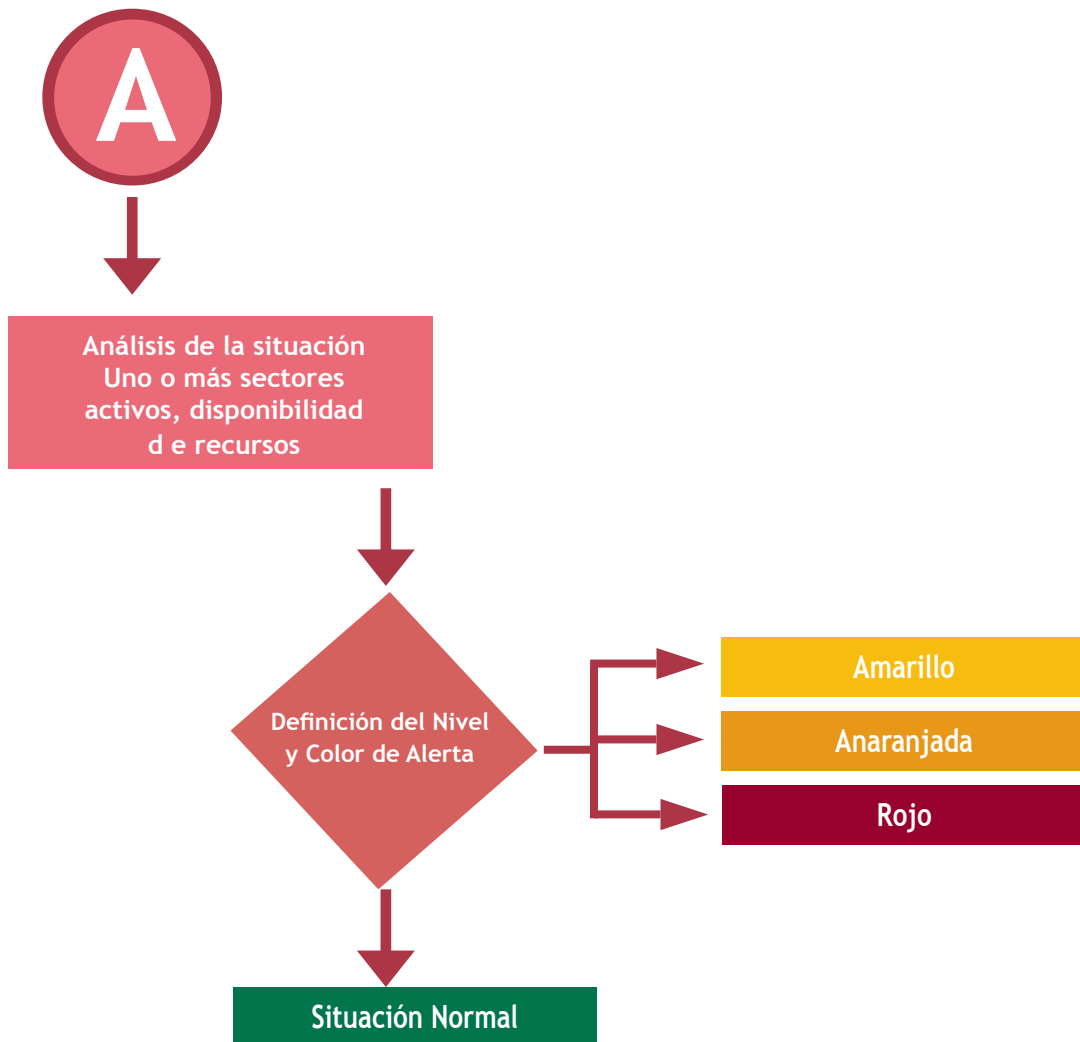 A
Análisis de la situación
Uno o más sectores
activos, disponibilidad
d e recursos
Definición del Nivel
y Color de Alerta
Amarillo
Anaranjada
Rojo
Situación Normal